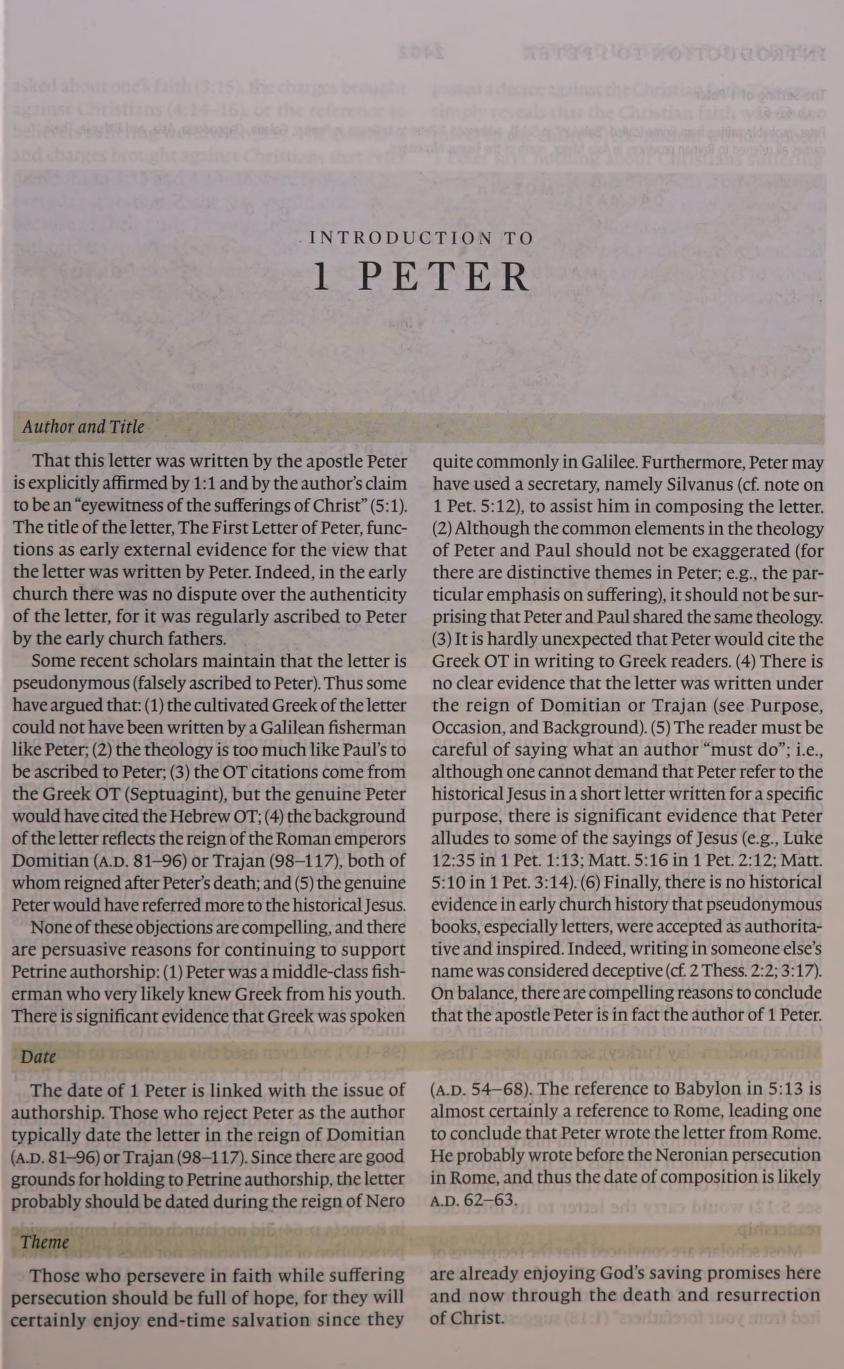 INTRODUCTION TO
1 PETER
Author and Title
That this letter was written by the apostle Peter
is explicitly affirmed by 1:1 and by the author's claim
to be an “eyewitness of the sufferings of Christ” (5:1).
The title of the letter, The First Letter of Peter, func-
tions as early external evidence for the view that
the letter was written by Peter. Indeed, in the early
church there was no dispute over the authenticity
of the letter, for it was regularly ascribed to Peter
by the early church fathers.
Some recent scholars maintain that the letter is
pseudonymous (falsely ascribed to Peter). Thus some
have argued that: (1) the cultivated Greek of the letter
could not have been written by a Galilean fisherman
like Peter; (2) the theology is too much like Paul's to
be ascribed to Peter; (3) the OT citations come from
the Greek OT (Septuagint), but the genuine Peter
would have cited the Hebrew OT; (4) the background
of the letter reflects the reign of the Roman emperors
Domitian (A.D. 81–96) or Trajan (98–117), both of
whom reigned after Peter's death; and (5) the genuine
Peter would have referred more to the historical Jesus.
None of these objections are compelling, and there
are persuasive reasons for continuing to support
Petrine authorship: (1) Peter was a middle-class fish-
erman who very likely knew Greek from his youth.
There is significant evidence that Greek was spoken
quite commonly in Galilee. Furthermore, Peter may
have used a secretary, namely Silvanus (cf. note on
1 Pet. 5:12), to assist him in composing the letter.
(2) Although the common elements in the theology
of Peter and Paul should not be exaggerated (for
there are distinctive themes in Peter; e.g., the par-
ticular emphasis on suffering), it should not be sur-
prising that Peter and Paul shared the same theology.
(3) It is hardly unexpected that Peter would cite the
Greek OT in writing to Greek readers. (4) There is
no clear evidence that the letter was written under
the reign of Domitian or Trajan (see Purpose,
Occasion, and Background). (5) The reader must be
careful of saying what an author “must do”; i.e.,
although one cannot demand that Peter refer to the
historical Jesus in a short letter written for a specific
purpose, there is significant evidence that Peter
alludes to some of the sayings of Jesus (e.g., Luke
12:35 in 1 Pet. 1:13; Matt. 5:16 in 1 Pet. 2:12; Matt.
5:10 in 1 Pet. 3:14). (6) Finally, there is no historical
evidence in early church history that pseudonymous
books, especially letters, were accepted as authorita-
tive and inspired. Indeed, writing in someone else's
name was considered deceptive (cf. 2 Thess. 2:2; 3:17).
On balance, there are compelling reasons to conclude
that the apostle Peter is in fact the author of 1 Peter.
Date
The date of 1 Peter is linked with the issue of
authorship. Those who reject Peter as the author
typically date the letter in the reign of Domitian
(A.D. 81–96) or Trajan (98–117). Since there are good
grounds for holding to Petrine authorship, the letter
probably should be dated during the reign of Nero
(A.D. 54–68). The reference to Babylon in 5:13 is
almost certainly a reference to Rome, leading one
to conclude that Peter wrote the letter from Rome.
He probably wrote before the Neronian persecution
in Rome, and thus the date of composition is likely
A.D. 62–63.
Theme
Those who persevere in faith while suffering
persecution should be full of hope, for they will
certainly enjoy end-time salvation since they
are already enjoying God's saving promises here
and now through the death and resurrection
of Christ.